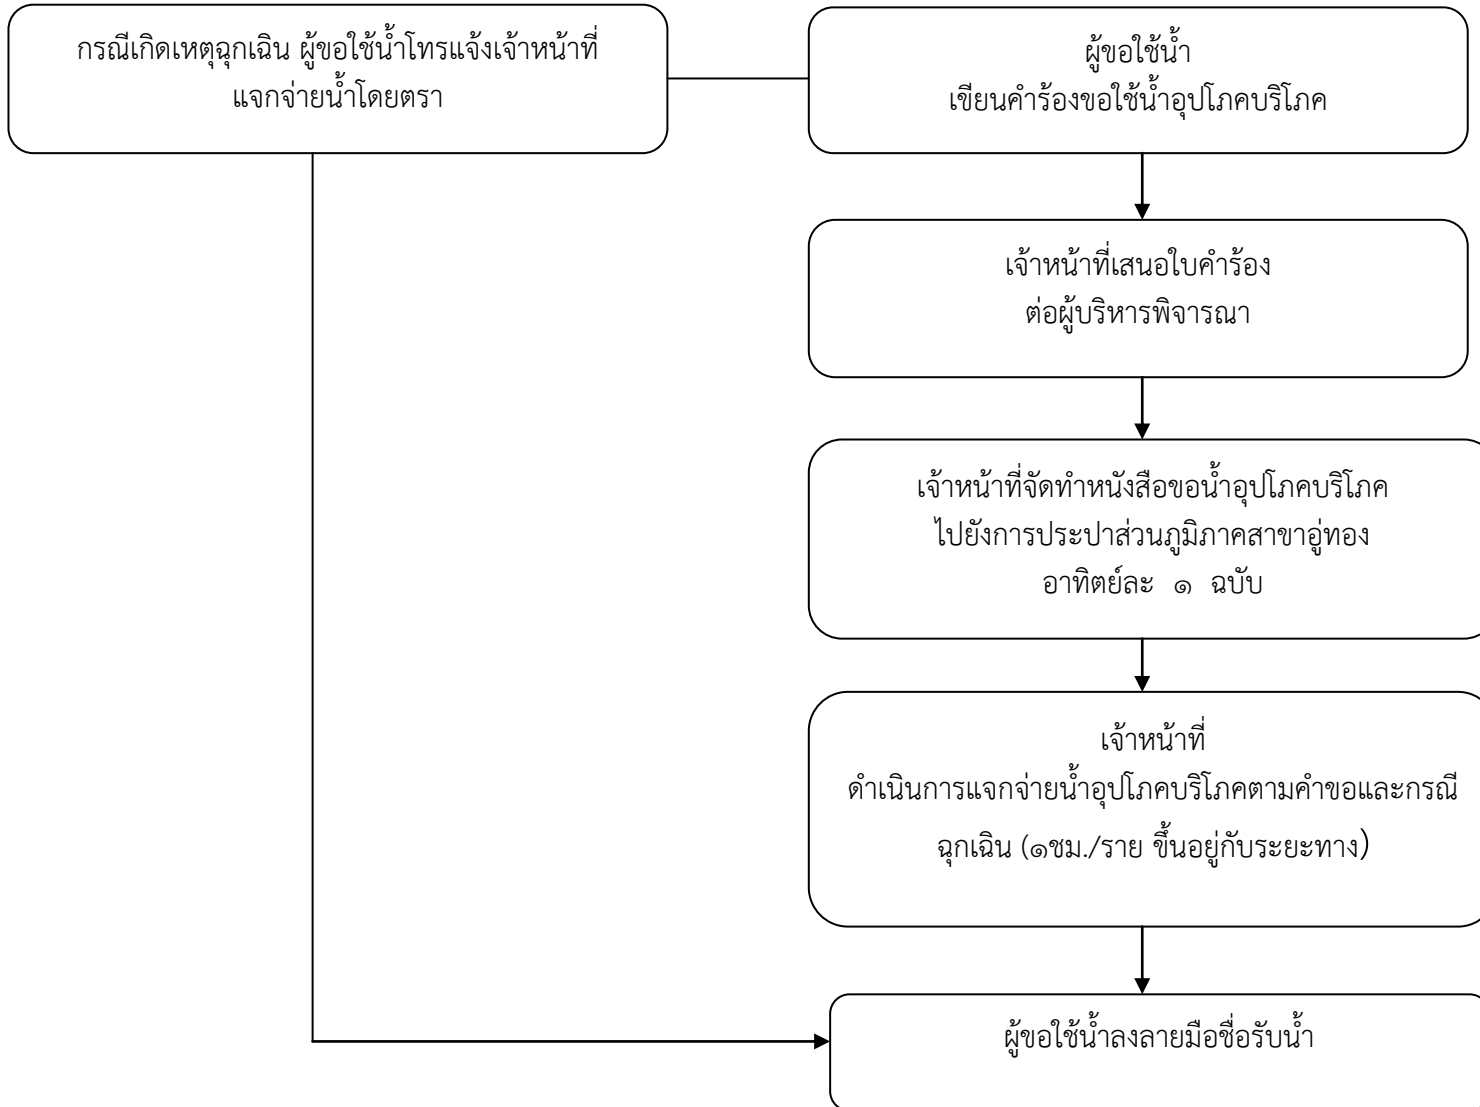 กรณีเกิดเหตุฉุกเฉิน ผู้ขอใช้น้ำโทรแจ้งเจ้าหน้าที่
แจกจ่ายน้ำโดยตรา
ผู้ขอใช้น้ำ
เขียนคำร้องขอใช้น้ำอุปโภคบริโภค
เจ้าหน้าที่เสนอใบคำร้อง
ต่อผู้บริหารพิจารณา
เจ้าหน้าที่จัดทำหนังสือขอน้ำอุปโภคบริโภค
ไปยังการประปาส่วนภูมิภาคสาขาอู่ทอง
อาทิตย์ละ ๑ ฉบับ
เจ้าหน้าที่
ดำเนินการแจกจ่ายน้ำอุปโภคบริโภคตามคำขอและกรณี
ฉุกเฉิน (๑ชม./ราย ขึ้นอยู่กับระยะทาง)
ผู้ขอใช้น้ำลงลายมือชื่อรับน้ำ